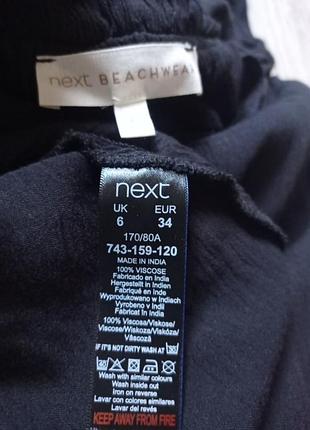 next BEACHWEA
next
UK EUR
6 34
170/80A
743-159-120
MADE IN INDIA
100% VISCOSE
Fabricado en India
Hergestellt in Indien
Fabriqué en Inde
Wyprodukowano w Indiach
Vyrobeno v Indii
Fabricat în India
100% Viscosa/Viskose/
Viscose/Wiskoza/Viskóza/
Vâscoză
IF IT'S NOT DIRTY WASH AT 30
Wash with similar colours
Wash inside out
Iron on reverse
Lavar con colores similares
Lavar del revés
KEEP AWAY FROM FIRE